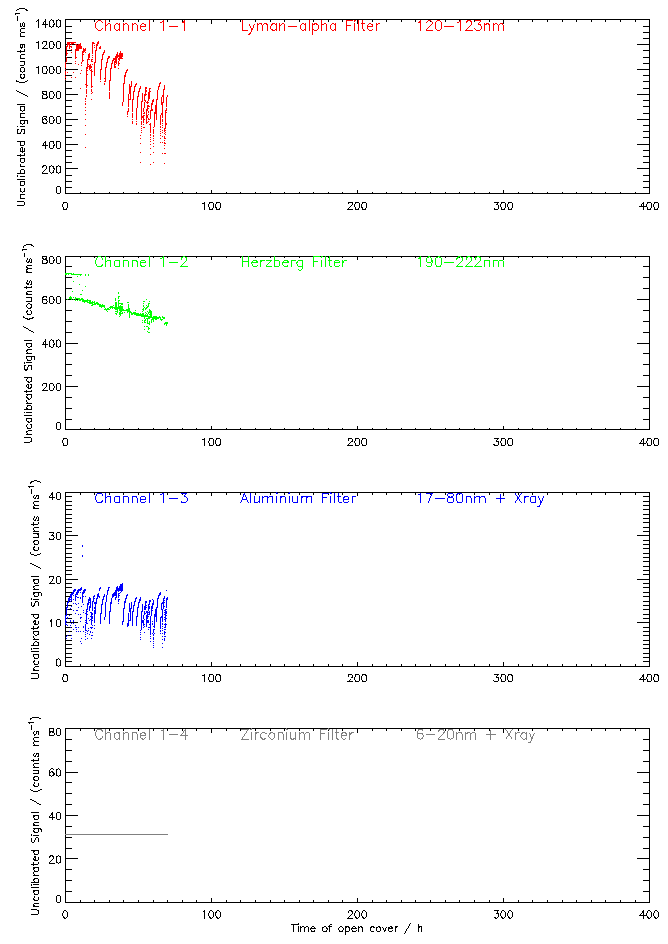 Channel 1-1 Lyman-alpha Filter 120-123nm
Uncalibrated Signal / (counts ms⁻¹)
1400
1200
1000
800
600
400
200
0
0 100 200 300 400
Channel 1-2 Herzberg Filter 190-222nm
Uncalibrated Signal / (counts ms⁻¹)
800
600
400
200
0
0 100 200 300 400
Channel 1-3 Aluminium Filter 17-80nm + Xray
Uncalibrated Signal / (counts ms⁻¹)
40
30
20
10
0
0 100 200 300 400
Channel 1-4 Zirconium Filter 6-20nm + Xray
Uncalibrated Signal / (counts ms⁻¹)
80
60
40
20
0
0 100 200 300 400
Time of open cover / h